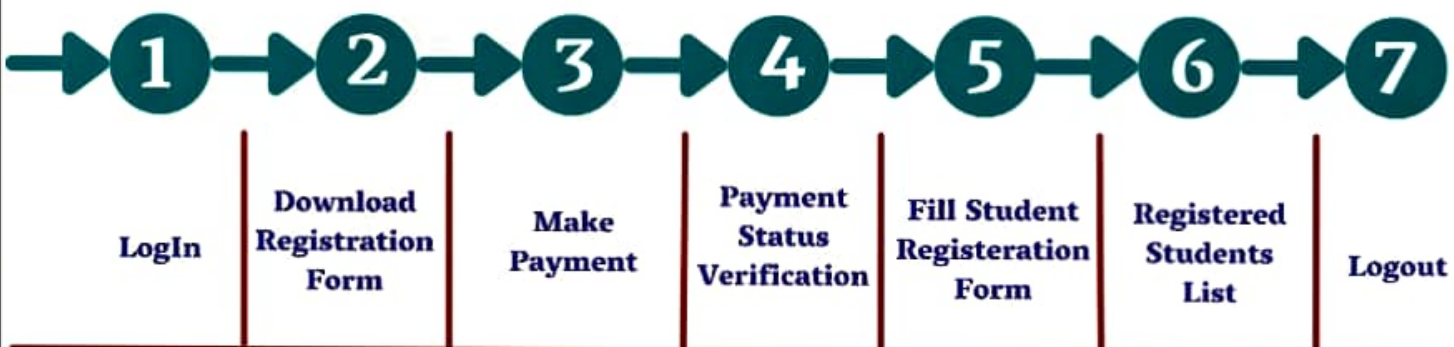 1 2 3 4 5 6 7
LogIn
Download
Registration
Form
Make
Payment
Payment
Status
Verification
Fill Student
Registeration
Form
Registered
Students
List
Logout